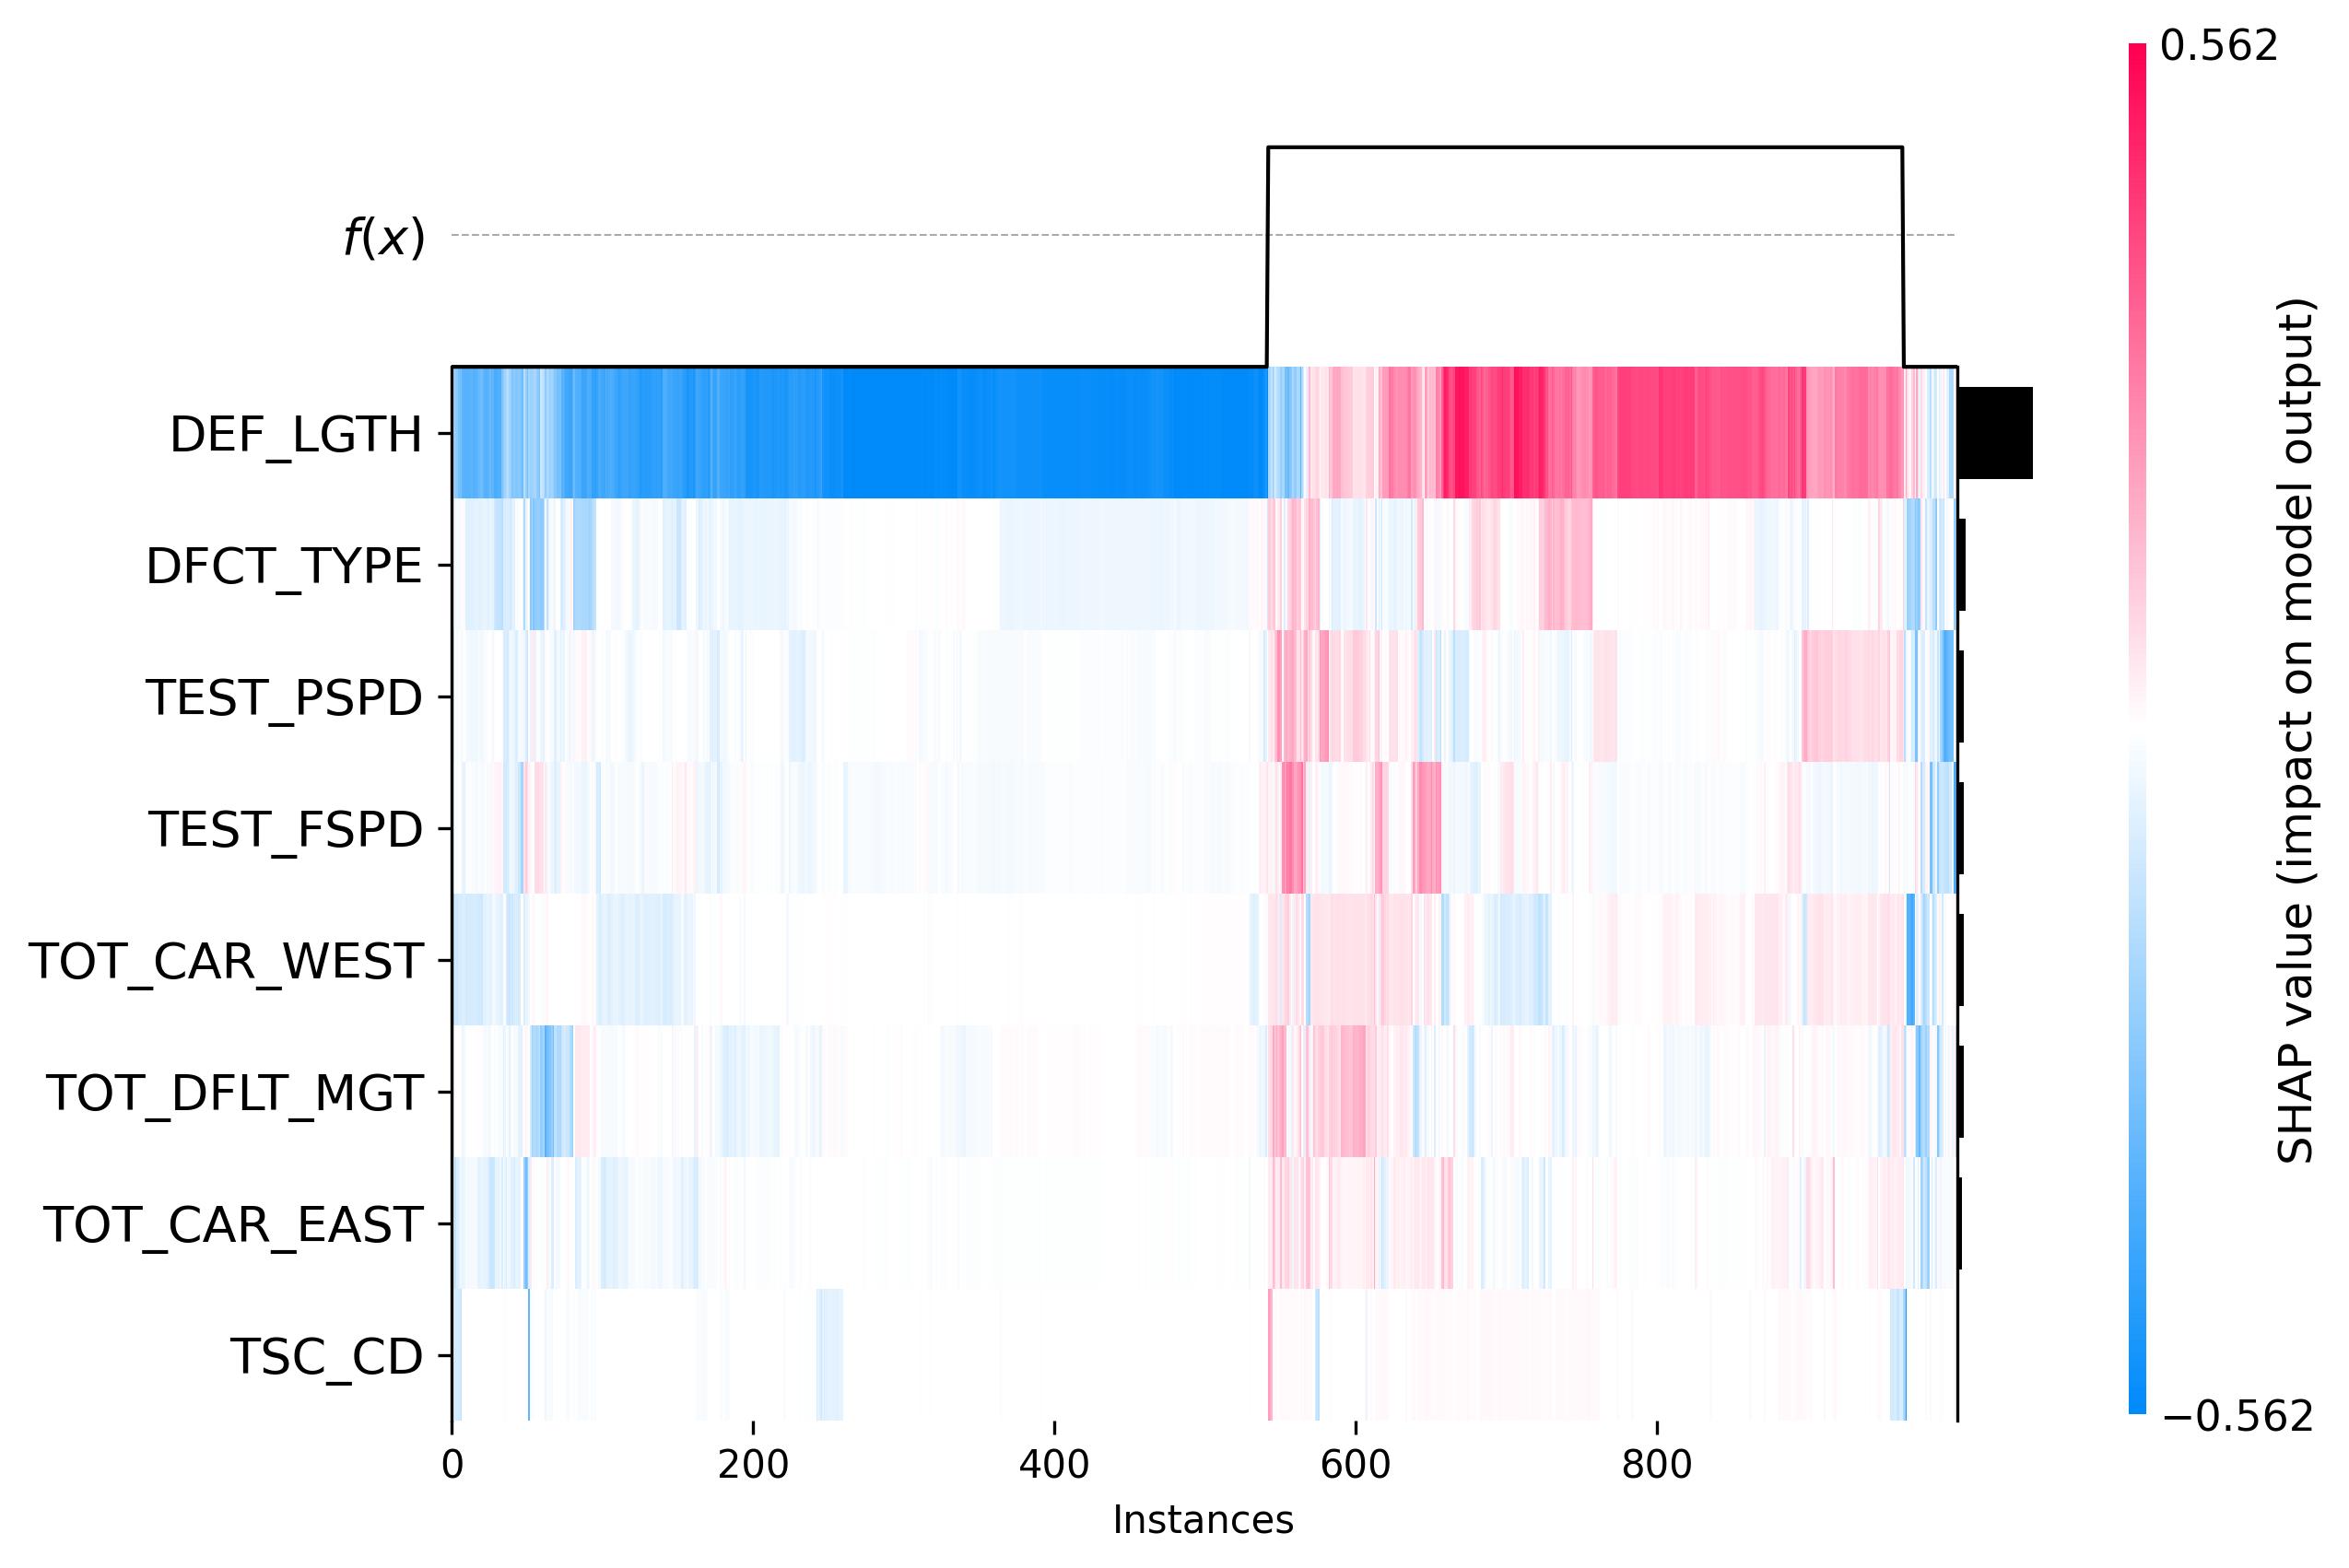 0.562
f(x)
DEF_LGTH
DFCT_TYPE
TEST_PSPD
TEST_FSPD
TOT_CAR_WEST
TOT_DFLT_MGT
TOT_CAR_EAST
TSC_CD
0 200 400 600 800
Instances
−0.562
SHAP value (impact on model output)